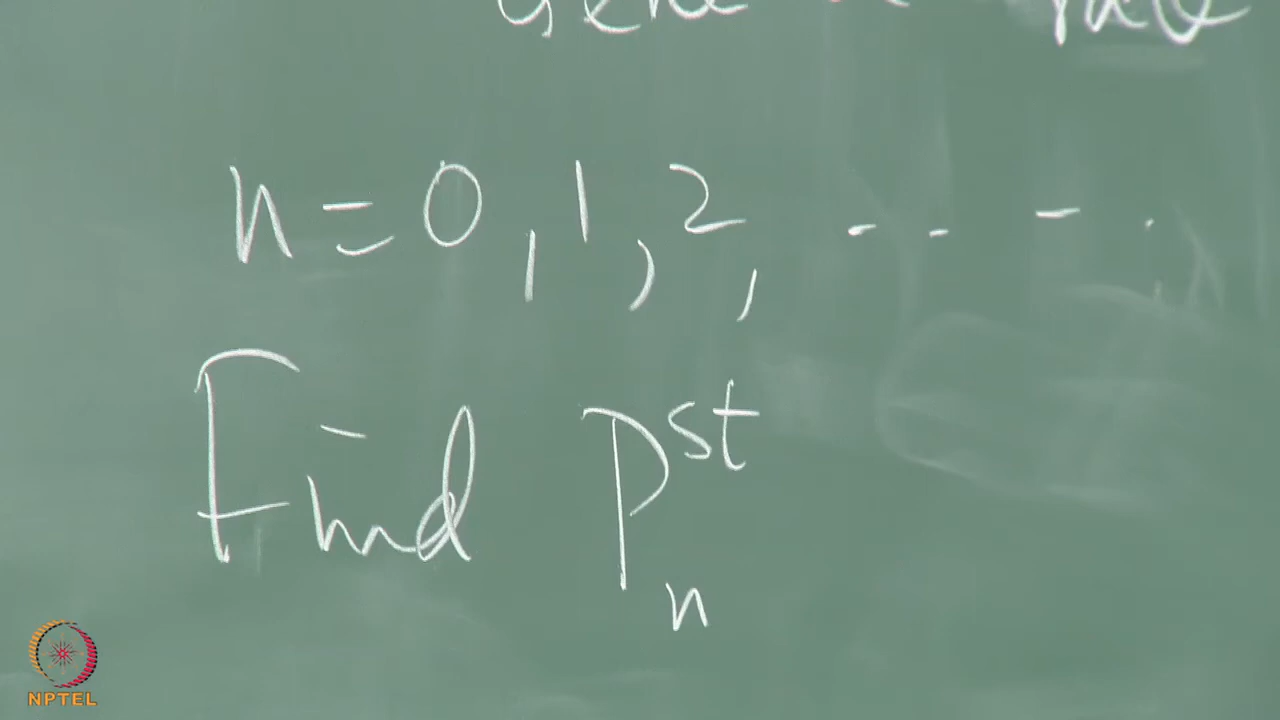 n = 0, 1, 2, - - - .
Find P^st_n
NPTEL